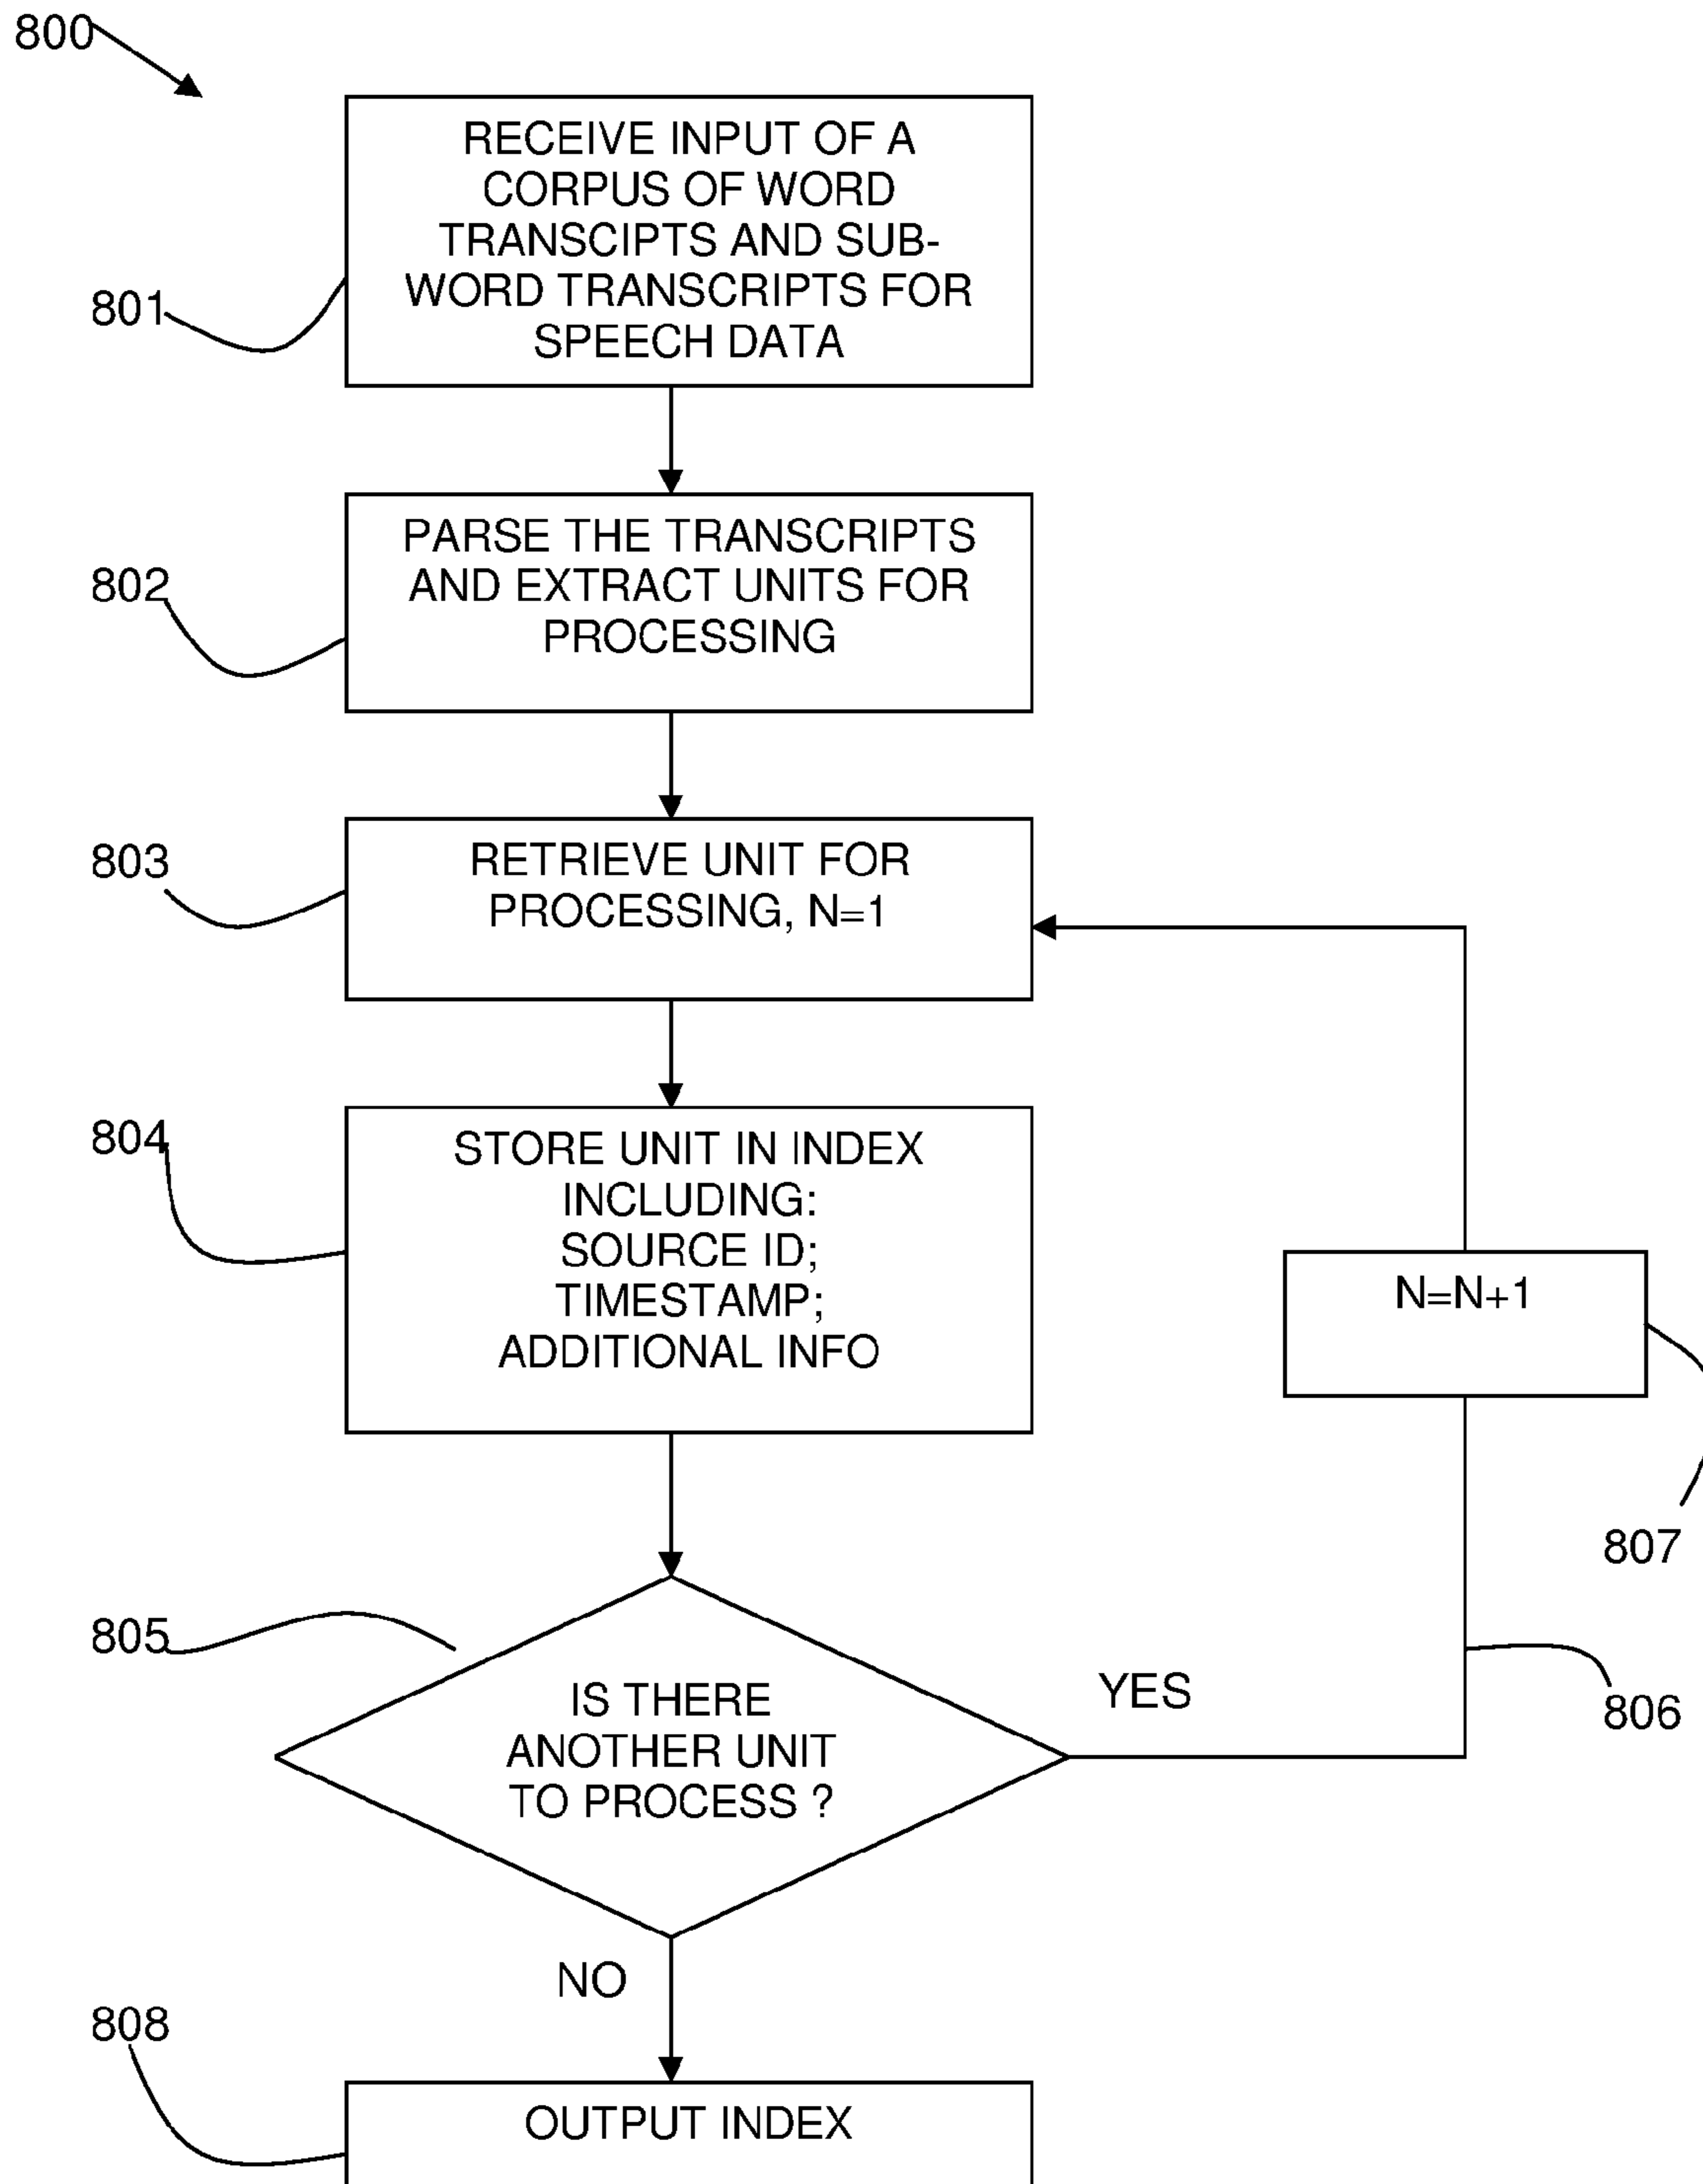 800
RECEIVE INPUT OF A
CORPUS OF WORD
TRANSCIPTS AND SUB-
WORD TRANSCRIPTS FOR
SPEECH DATA
801
PARSE THE TRANSCRIPTS
AND EXTRACT UNITS FOR
PROCESSING
802
803
RETRIEVE UNIT FOR
PROCESSING, N=1
804
STORE UNIT IN INDEX
INCLUDING:
SOURCE ID;
TIMESTAMP;
ADDITIONAL INFO
N=N+1
807
805
IS THERE
ANOTHER UNIT
TO PROCESS ?
YES
806
NO
808
OUTPUT INDEX